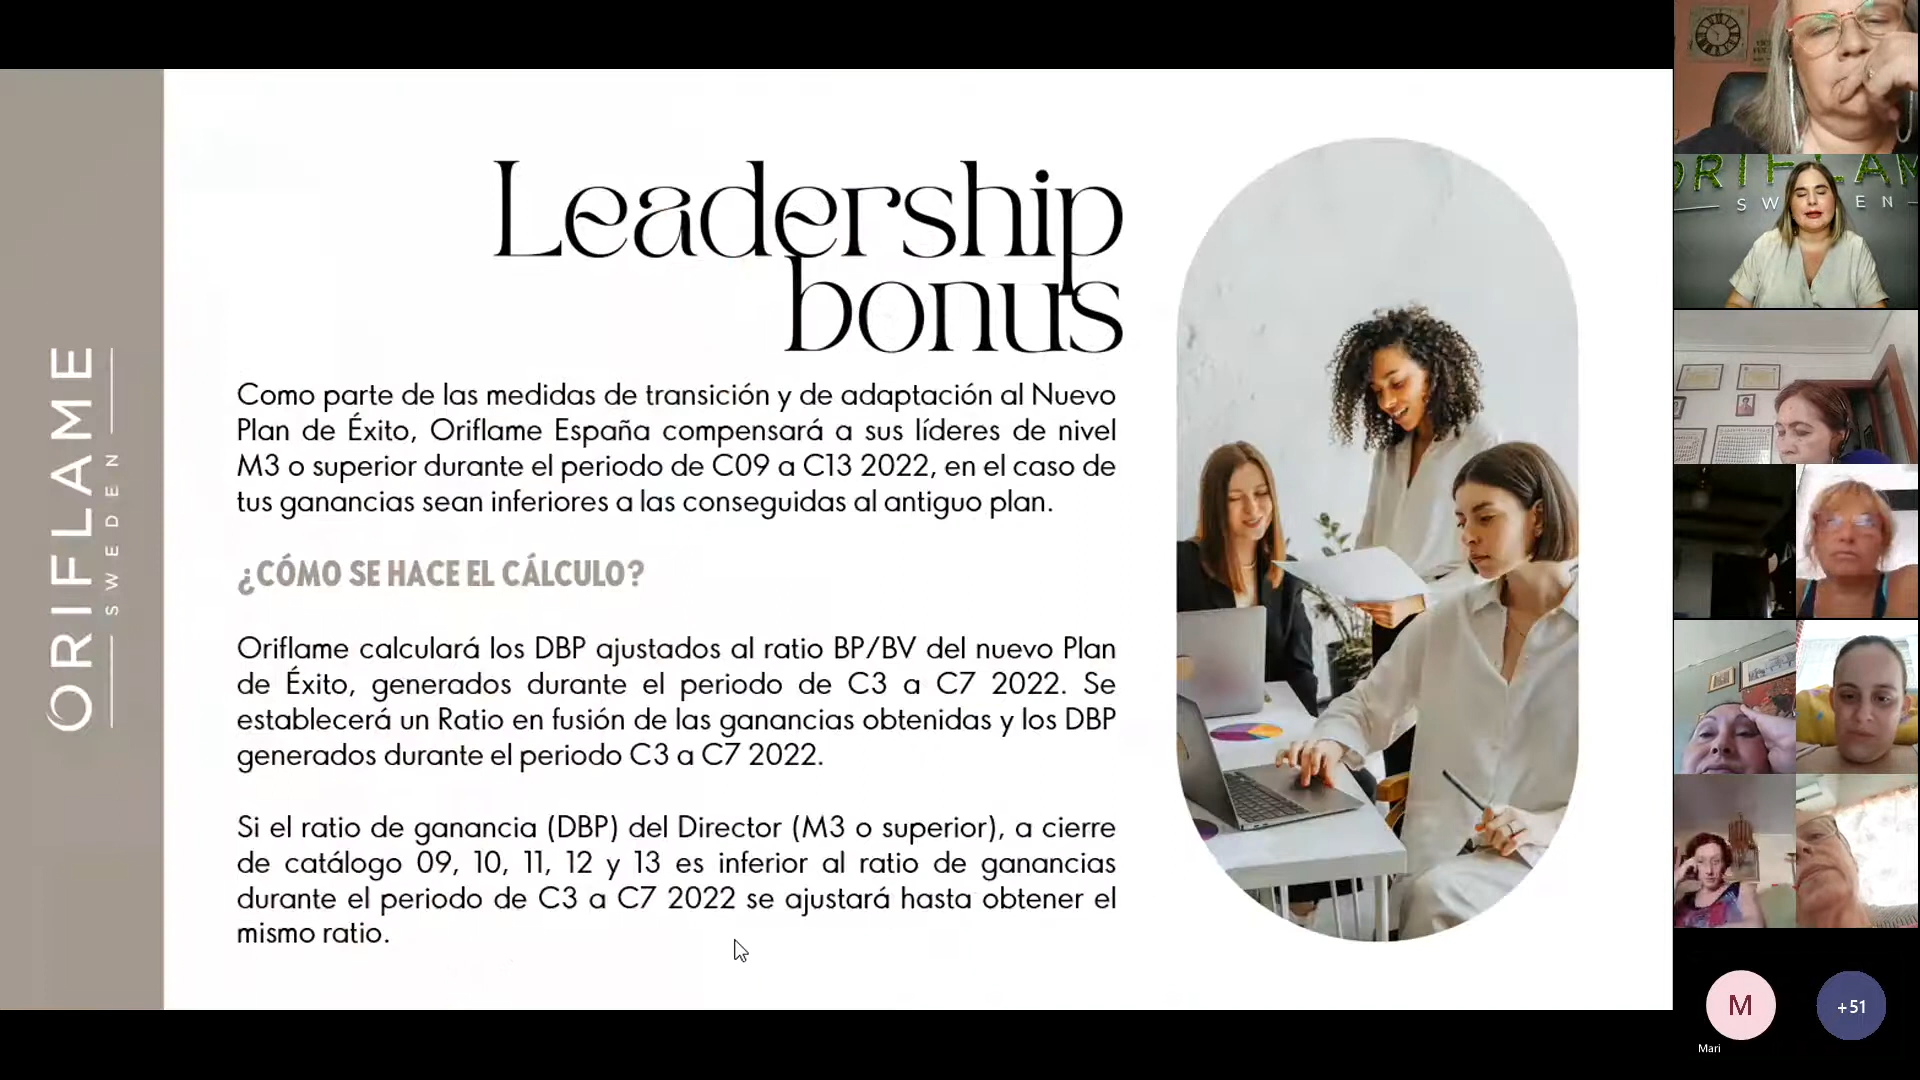 ORIFLAME
SWEDEN
Leadership
bonus
Como parte de las medidas de transición y de adaptación al Nuevo
Plan de Éxito, Oriflame España compensará a sus líderes de nivel
M3 o superior durante el periodo de C09 a C13 2022, en el caso de
tus ganancias sean inferiores a las conseguidas al antiguo plan.
¿CÓMO SE HACE EL CÁLCULO?
Oriflame calculará los DBP ajustados al ratio BP/BV del nuevo Plan
de Éxito, generados durante el periodo de C3 a C7 2022. Se
establecerá un Ratio en fusión de las ganancias obtenidas y los DBP
generados durante el periodo C3 a C7 2022.
Si el ratio de ganancia (DBP) del Director (M3 o superior), a cierre
de catálogo 09, 10, 11, 12 y 13 es inferior al ratio de ganancias
durante el periodo de C3 a C7 2022 se ajustará hasta obtener el
mismo ratio.
ORIFLAM
SWEDEN
M
+51
Mari